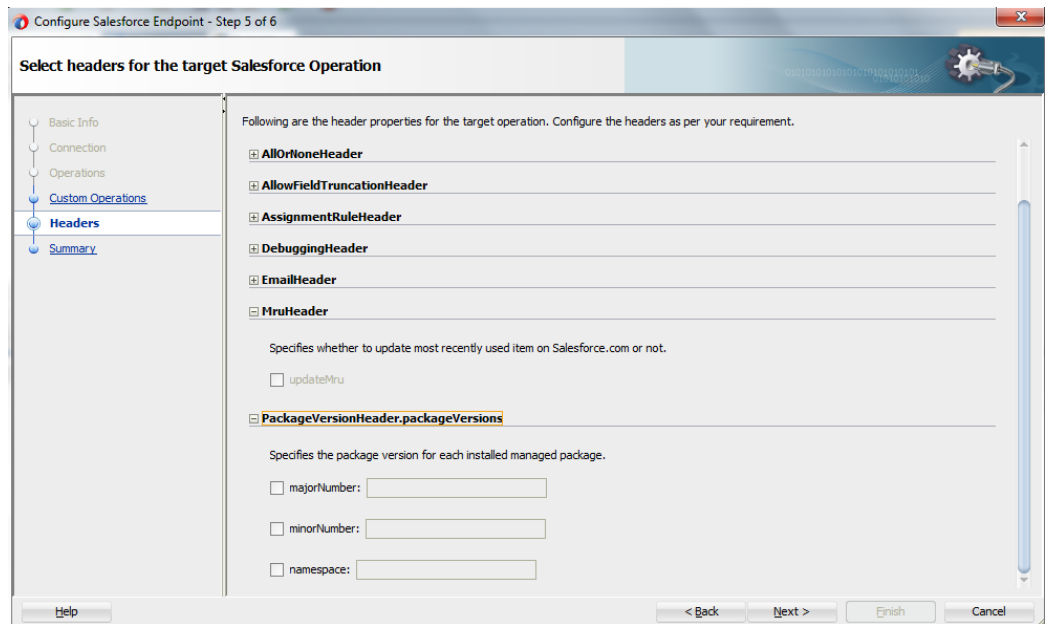 Configure Salesforce Endpoint - Step 5 of 6
Select headers for the target Salesforce Operation
Basic Info
Connection
Operations
Custom Operations
Headers
Summary
Following are the header properties for the target operation. Configure the headers as per your requirement.
AllOrNoneHeader
AllowFieldTruncationHeader
AssignmentRuleHeader
DebuggingHeader
EmailHeader
MruHeader
Specifies whether to update most recently used item on Salesforce.com or not.
updateMru
PackageVersionHeader.packageVersions
Specifies the package version for each installed managed package.
majorNumber:
minorNumber:
namespace:
Help
< Back
Next >
Finish
Cancel